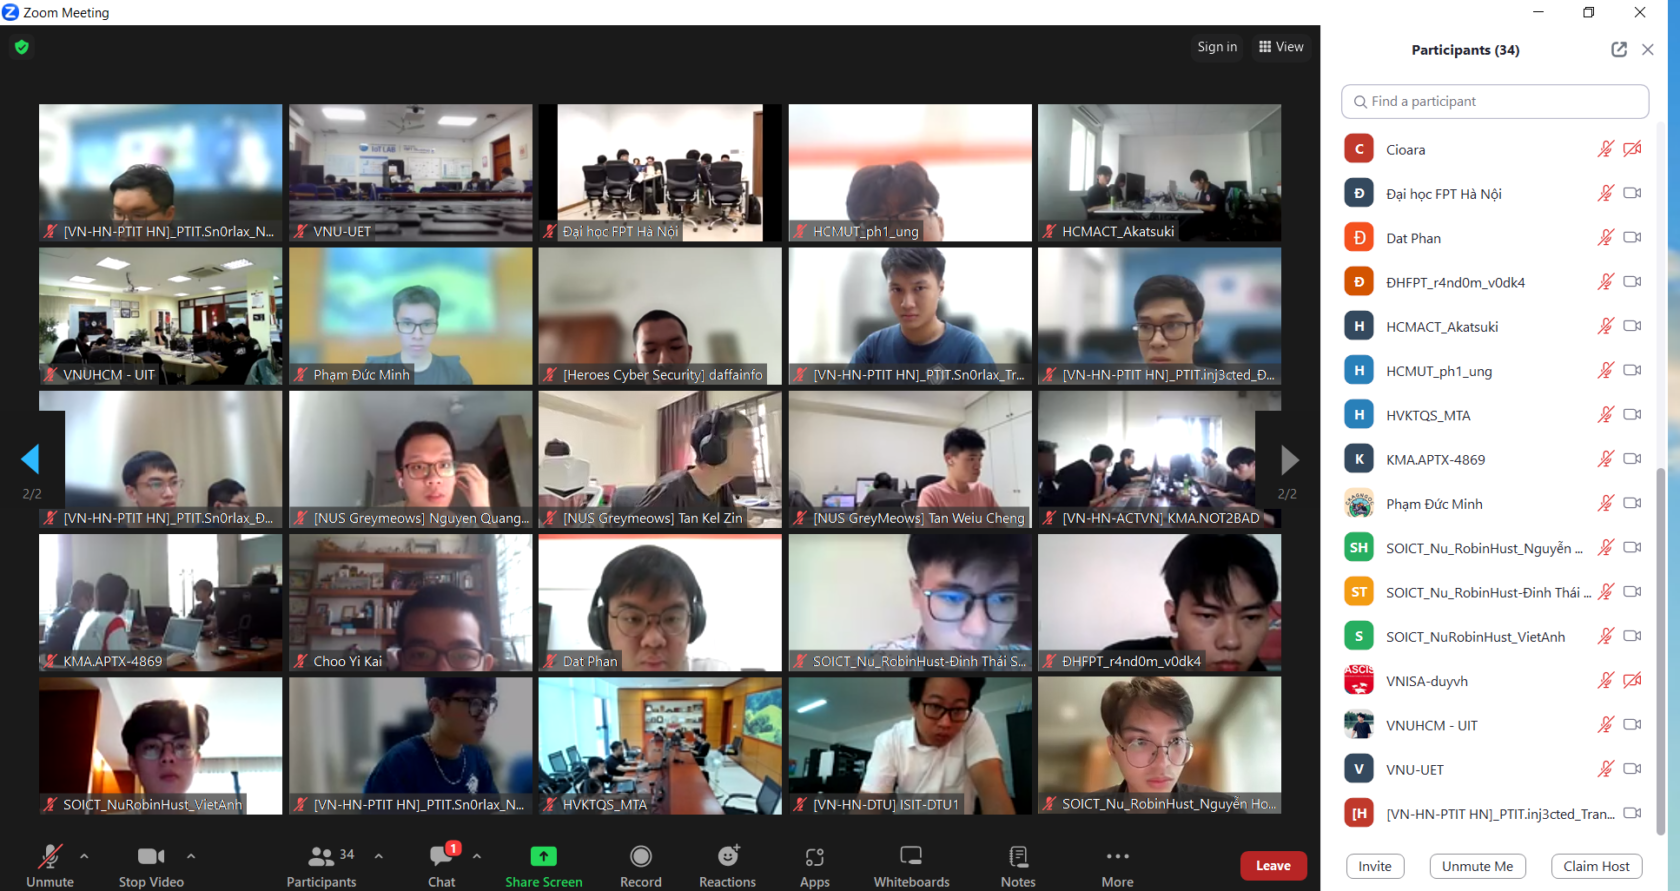 Zoom Meeting
Sign in
View
Participants (34)
Find a participant
[VN-HN-PTIT HN]_PTIT.Sn0rlax_N...
VNU-UET
IoT LAB
Đại học FPT Hà Nội
HCMUT_ph1_ung
HCMACT_Akatsuki
VNUHCM - UIT
Phạm Đức Minh
[Heroes Cyber Security] daffainfo
[VN-HN-PTIT HN]_PTIT.Sn0rlax_Tr...
[VN-HN-PTIT HN]_PTIT.inj3cted_Đ...
2/2
[VN-HN-PTIT HN]_PTIT.Sn0rlax_Đ...
[NUS Greymeows] Nguyen Quang...
[NUS Greymeows] Tan Kel Zin
[NUS GreyMeows] Tan Weiu Cheng
[VN-HN-ACTVN] KMA.NOT2BAD
2/2
KMA.APTX-4869
Choo Yi Kai
Dat Phan
SOICT_Nu_RobinHust-Đinh Thái S...
ĐHFPT_r4nd0m_v0dk4
SOICT_NuRobinHust_VietAnh
[VN-HN-PTIT HN]_PTIT.Sn0rlax_N...
HVKTQS_MTA
[VN-HN-DTU] ISIT-DTU1
SOICT_Nu_RobinHust_Nguyễn Ho...
C Cioara
Đ Đại học FPT Hà Nội
Đ Dat Phan
Đ ĐHFPT_r4nd0m_v0dk4
H HCMACT_Akatsuki
H HCMUT_ph1_ung
H HVKTQS_MTA
K KMA.APTX-4869
Phạm Đức Minh
SH SOICT_Nu_RobinHust_Nguyễn ...
ST SOICT_Nu_RobinHust-Đinh Thái ...
S SOICT_NuRobinHust_VietAnh
VNISA-duyvh
VNUHCM - UIT
V VNU-UET
[H [VN-HN-PTIT HN]_PTIT.inj3cted_Tran...
Unmute
Stop Video
34
Participants
1
Chat
Share Screen
Record
Reactions
Apps
Whiteboards
Notes
More
Leave
Invite
Unmute Me
Claim Host